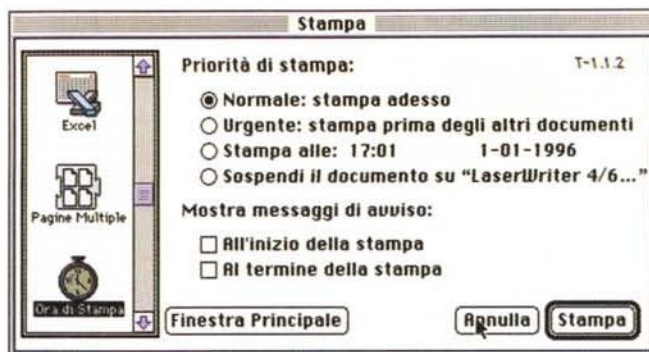 Stampa
Excel
Pagine Multiple
Ora di Stampa
Priorità di stampa:
T-1.1.2
Normale: stampa adesso
Urgente: stampa prima degli altri documenti
Stampa alle: 17:01 1-01-1996
Sospendi il documento su “LaserWriter 4/6...”
Mostra messaggi di avviso:
All'inizio della stampa
Al termine della stampa
Finestra Principale
Annulla
Stampa